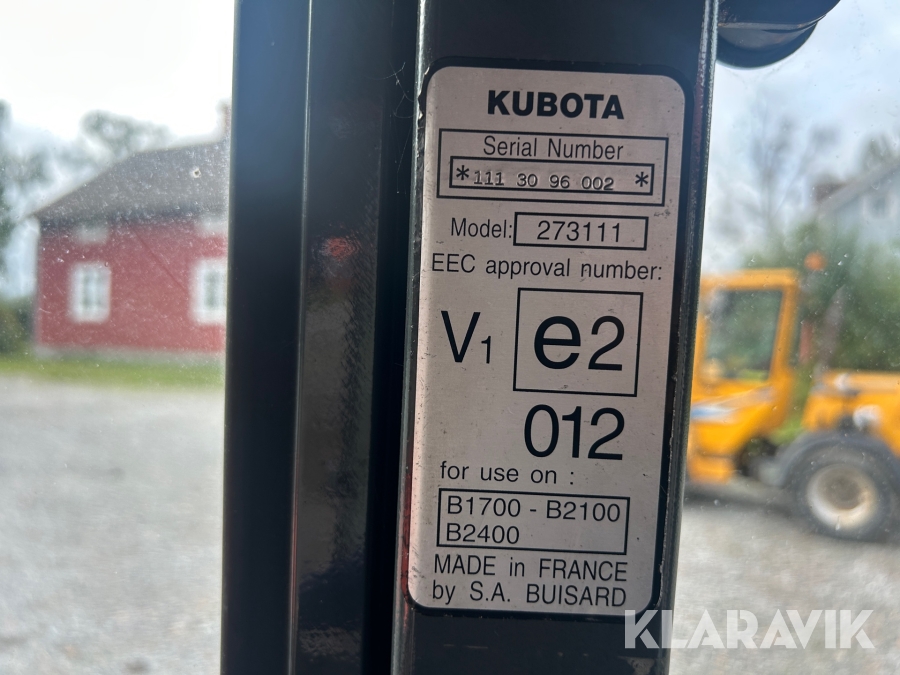 KUBOTA
Serial Number
*111 30 96 002 *
Model: 273111
EEC approval number:
V1 e2
012
for use on :
B1700 - B2100
B2400
MADE in FRANCE
by S.A. BUISARD
KLARAVIK